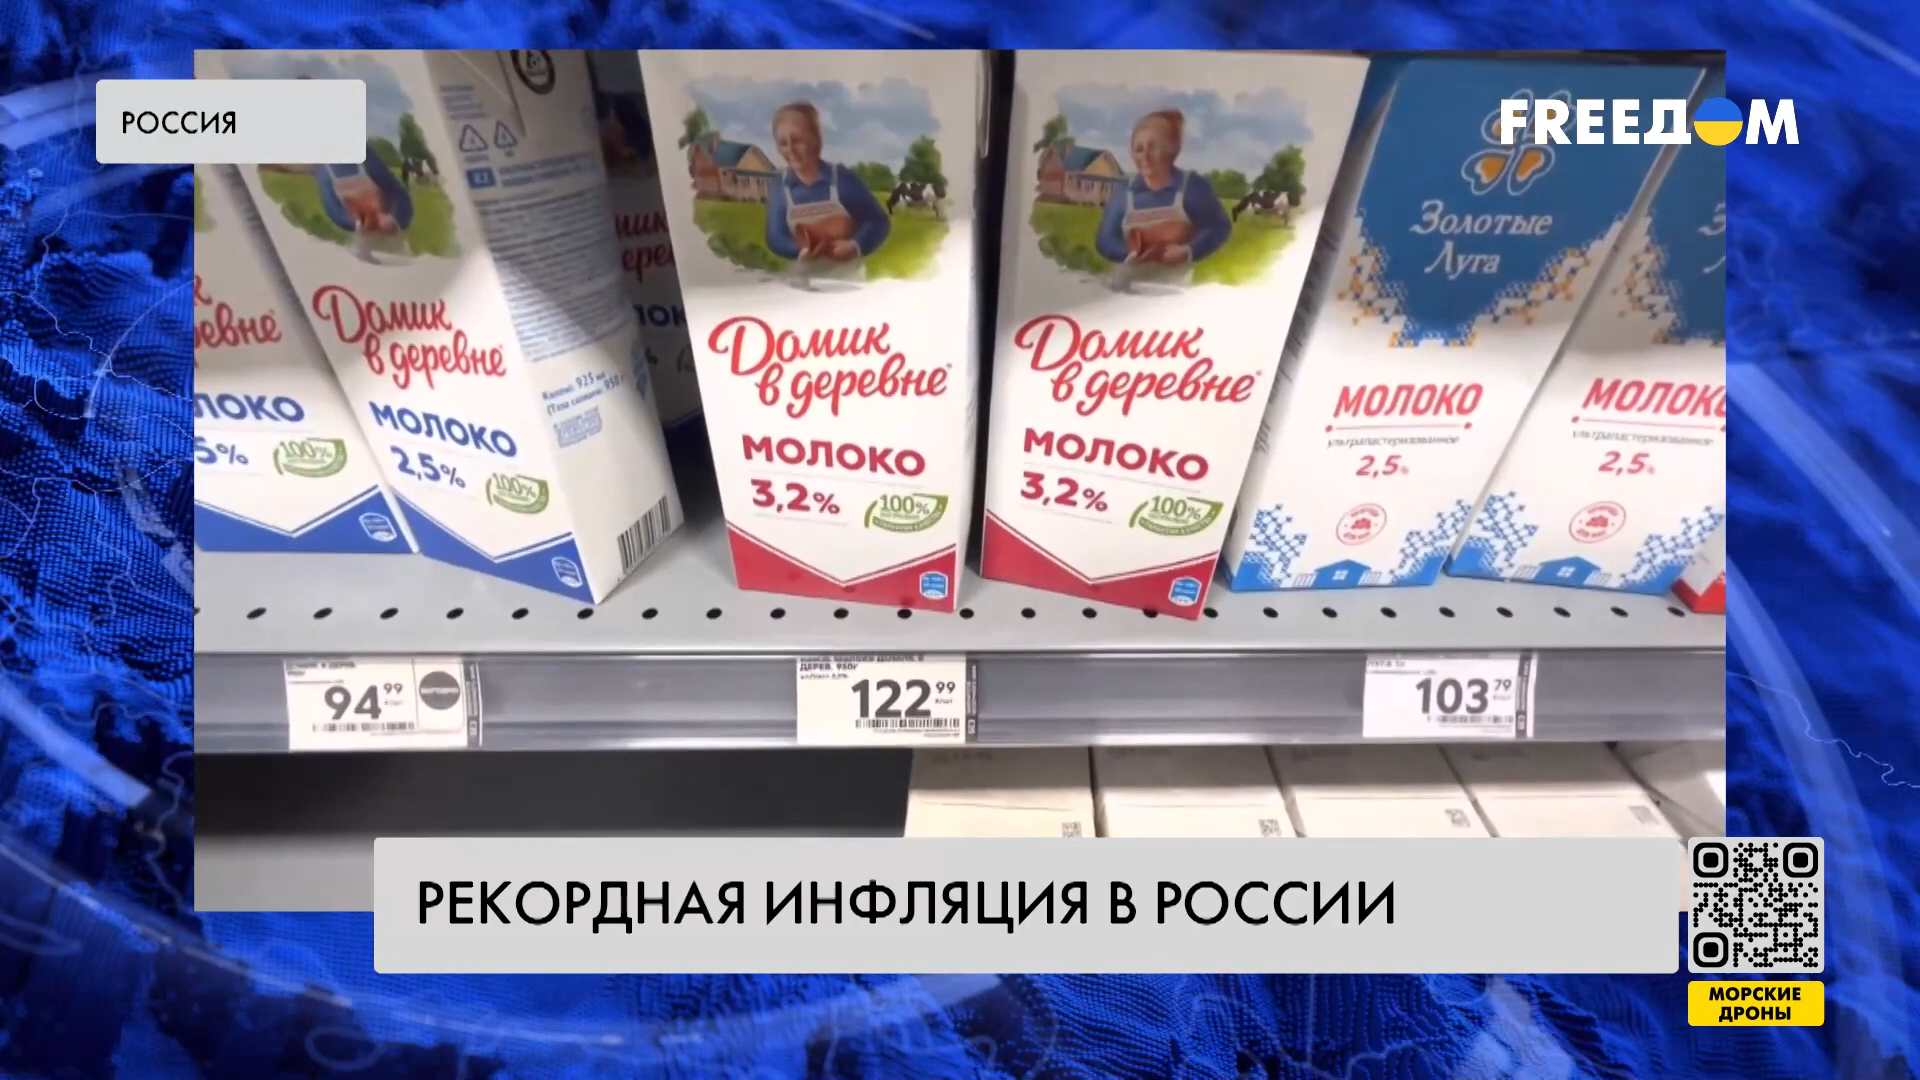 РОССИЯ
FREEДOM
Домик
в деревне
МОЛОКО
2,5%
100%
Домик
в деревне
МОЛОКО
3,2%
100%
Домик
в деревне
МОЛОКО
3,2%
100%
Золотые
Луга
МОЛОКО
ультрапастеризованное
2,5%
МОЛОКО
ультрапастеризованное
2,5%
94 99
122 99
103 79
РЕКОРДНАЯ ИНФЛЯЦИЯ В РОССИИ
МОРСКИЕ
ДРОНЫ